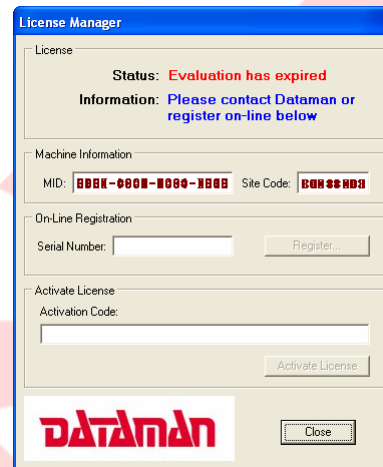 License Manager
License
Status: Evaluation has expired
Information: Please contact Dataman or
register on-line below
Machine Information
MID: Site Code:
On-Line Registration
Serial Number: Register...
Activate License
Activation Code:
Activate License
DATAMAN Close